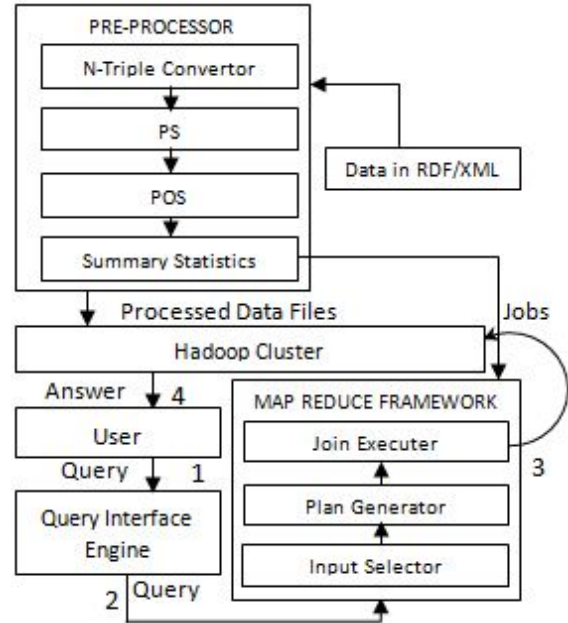 PRE-PROCESSOR
N-Triple Convertor
PS
POS
Summary Statistics
Data in RDF/XML
Processed Data Files
Jobs
Hadoop Cluster
Answer
4
User
Query
1
Query Interface
Engine
2
Query
MAP REDUCE FRAMEWORK
Join Executer
3
Plan Generator
Input Selector